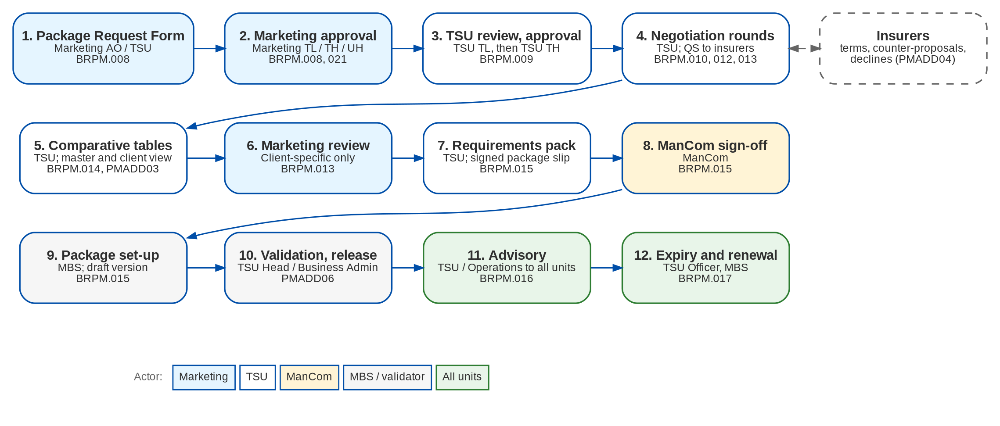 1. Package Request Form
Marketing AO / TSU
BRPM.008
2. Marketing approval
Marketing TL / TH / UH
BRPM.008, 021
3. TSU review, approval
TSU TL, then TSU TH
BRPM.009
4. Negotiation rounds
TSU; QS to insurers
BRPM.010, 012, 013
Insurers
terms, counter-proposals,
declines (PMADD04)
5. Comparative tables
TSU; master and client view
BRPM.014, PMADD03
6. Marketing review
Client-specific only
BRPM.013
7. Requirements pack
TSU; signed package slip
BRPM.015
8. ManCom sign-off
ManCom
BRPM.015
9. Package set-up
MBS; draft version
BRPM.015
10. Validation, release
TSU Head / Business Admin
PMADD06
11. Advisory
TSU / Operations to all units
BRPM.016
12. Expiry and renewal
TSU Officer, MBS
BRPM.017
Actor:
Marketing
TSU
ManCom
MBS / validator
All units